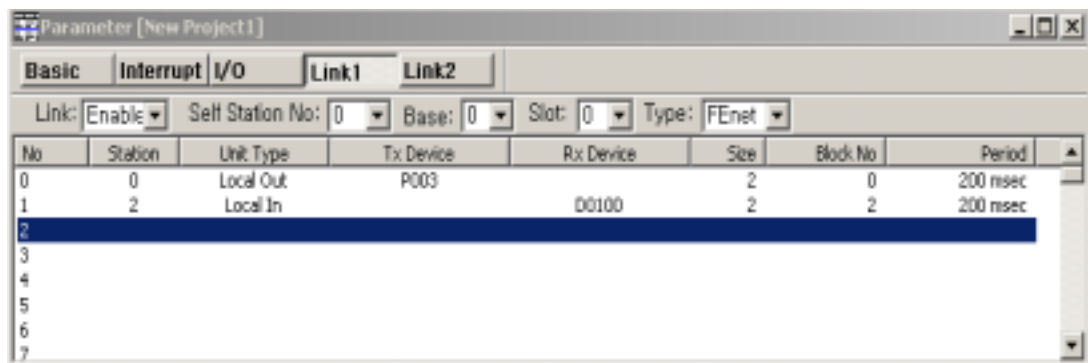 Parameter [New Project1]
Basic Interrupt I/O Link1 Link2
Link: Enable Self Station No: 0 Base: 0 Slot: 0 Type: FEnet
No Station Unit Type Tx Device Rx Device Size Block No Period
0 0 Local Out P003 2 0 200 msec
1 2 Local In D0100 2 2 200 msec
2
3
4
5
6
7